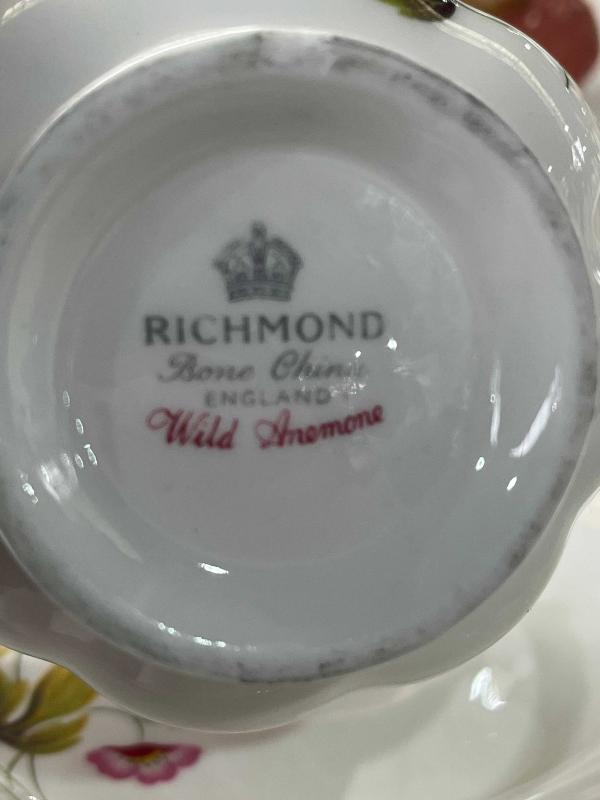 RICHMOND
Bone China
ENGLAND
Wild Anemone